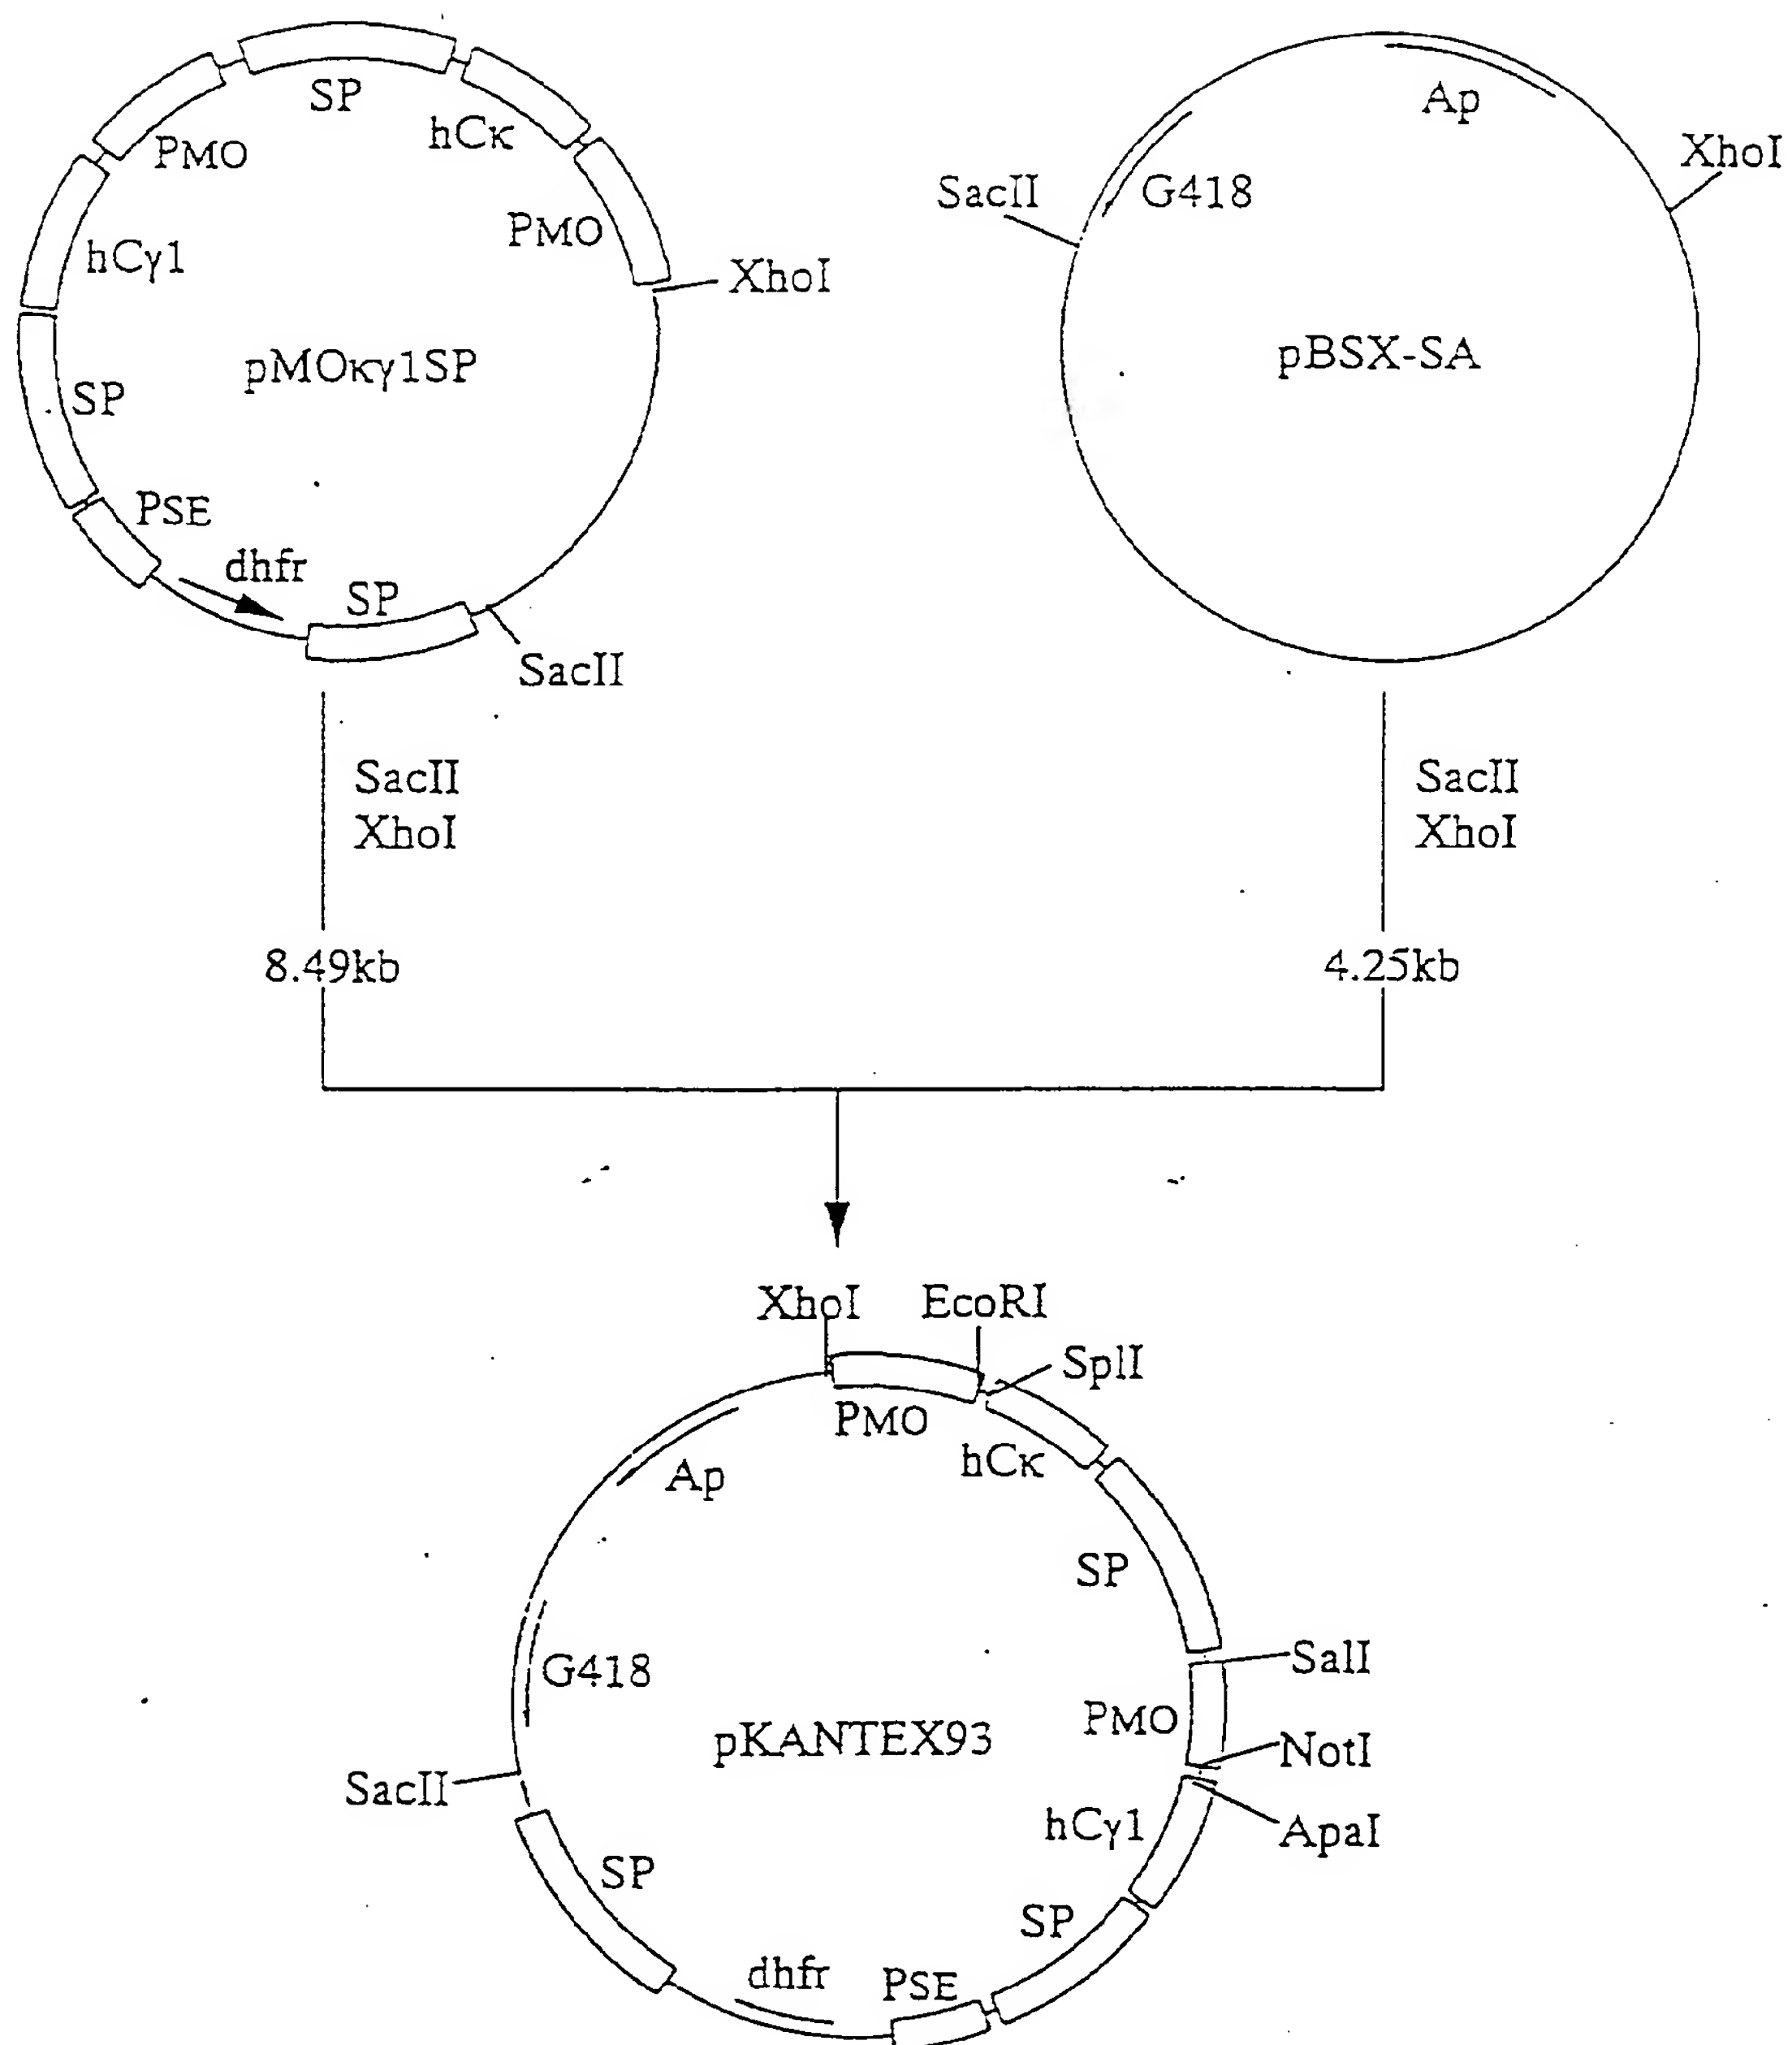 SP
hCκ
PMO
PMO
hCγ1
XhoI
pMOκγ1SP
SP
PSE
dhfr
SP
SacII
Ap
XhoI
SacII
G418
pBSX-SA
SacII
XhoI
8.49kb
SacII
XhoI
4.25kb
XhoI
EcoRI
SplI
PMO
hCκ
Ap
SP
SalI
G418
PMO
pKANTEX93
NotI
SacII
hCγ1
ApaI
SP
SP
dhfr
PSE